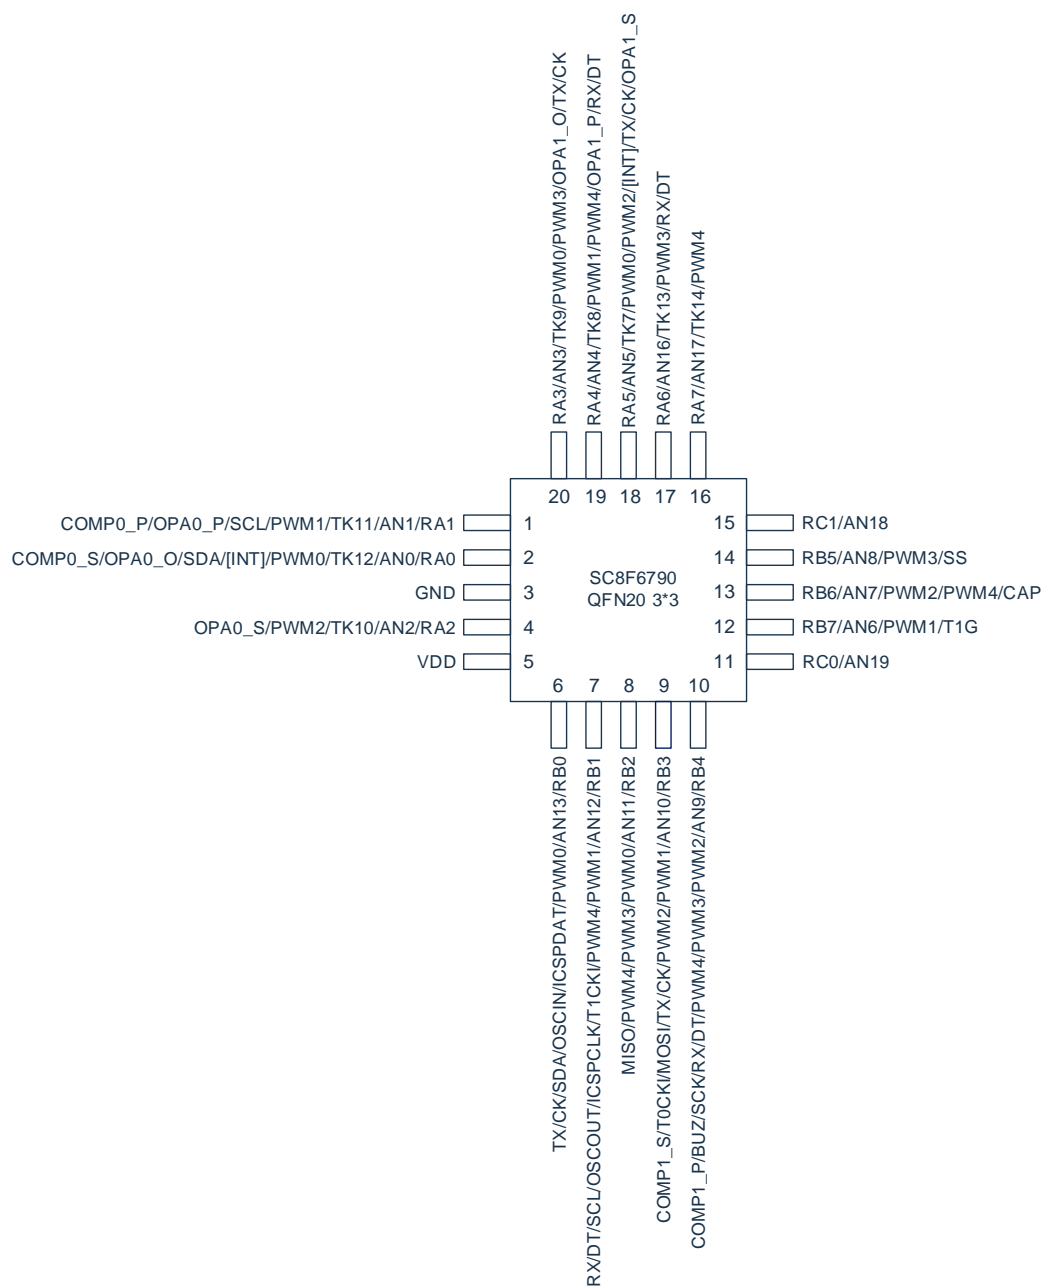 RA3/AN3/TK9/PWM0/PWM3/OPA1_O/TX/CK
RA4/AN4/TK8/PWM1/PWM4/OPA1_P/RX/DT
RA5/AN5/TK7/PWM0/PWM2/[INT]/TX/CK/OPA1_S
RA6/AN16/TK13/PWM3/RX/DT
RA7/AN17/TK14/PWM4
20 19 18 17 16
COMP0_P/OPA0_P/SCL/PWM1/TK11/AN1/RA1 1
COMP0_S/OPA0_O/SDA/[INT]/PWM0/TK12/AN0/RA0 2
GND 3
OPA0_S/PWM2/TK10/AN2/RA2 4
VDD 5
SC8F6790
QFN20 3*3
15 RC1/AN18
14 RB5/AN8/PWM3/SS
13 RB6/AN7/PWM2/PWM4/CAP
12 RB7/AN6/PWM1/T1G
11 RC0/AN19
6 7 8 9 10
TX/CK/SDA/OSCIN/ICSPDAT/PWM0/AN13/RB0
RX/DT/SCL/OSCOUT/ICSPCLK/T1CKI/PWM4/PWM1/AN12/RB1
MISO/PWM4/PWM3/PWM0/AN11/RB2
COMP1_S/T0CKI/MOSI/TX/CK/PWM2/PWM1/AN10/RB3
COMP1_P/BUZ/SCK/RX/DT/PWM4/PWM3/PWM2/AN9/RB4